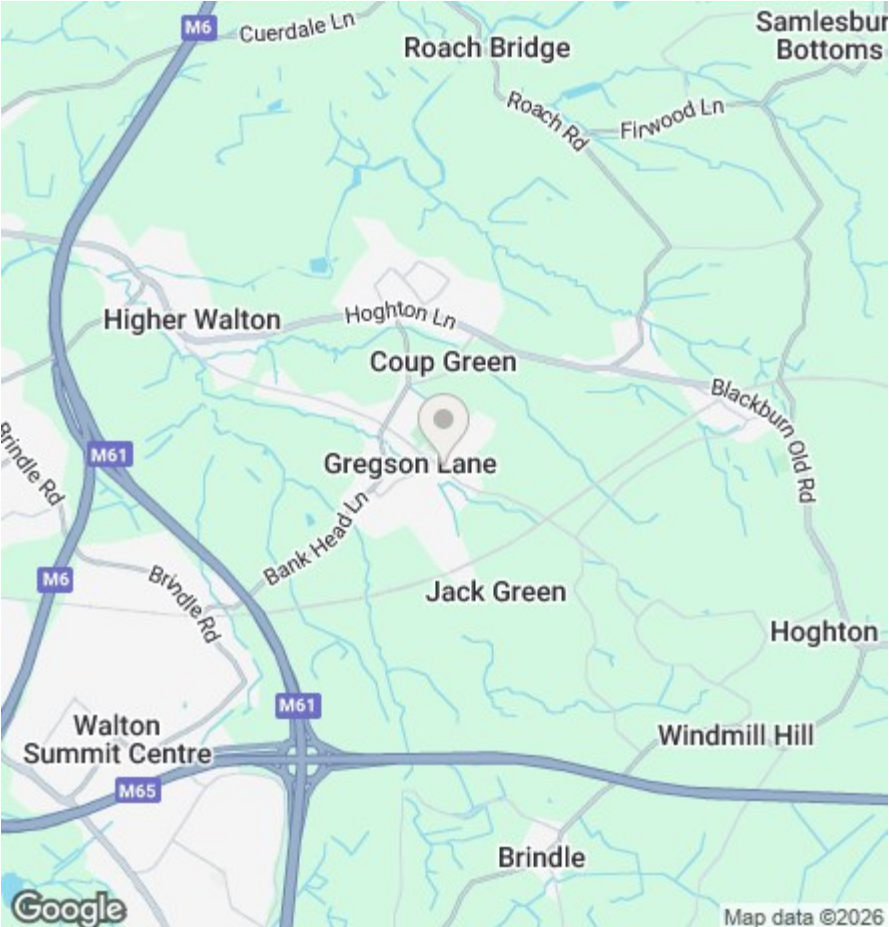 M6
Cuerdale Ln
Roach Bridge
Samlesbur
Bottoms
Roach Rd
Firwood Ln
Higher Walton
Hoghton Ln
Coup Green
Blackburn Old Rd
Brindle Rd
M61
Gregson Lane
Bank Head Ln
M6
Brindle Rd
Jack Green
Hoghton
M61
Walton
Summit Centre
Windmill Hill
M65
Brindle
Google
Map data ©2026